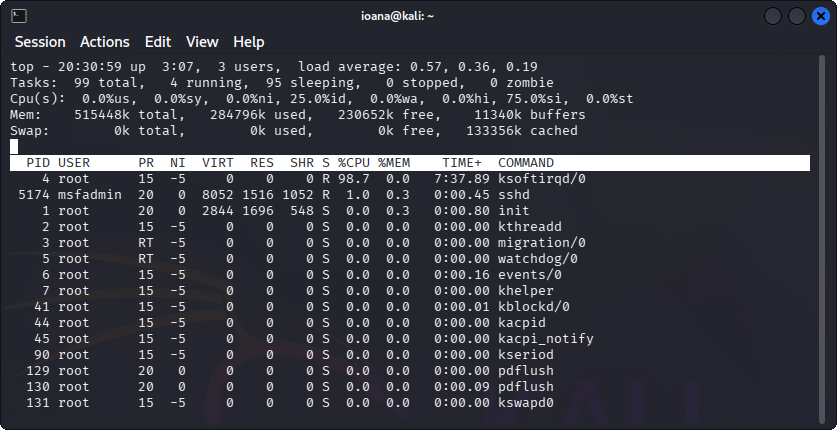 ioana@kali: ~
Session Actions Edit View Help
top - 20:30:59 up  3:07,  3 users,  load average: 0.57, 0.36, 0.19
Tasks:  99 total,   4 running,  95 sleeping,   0 stopped,   0 zombie
Cpu(s):  0.0%us,  0.0%sy,  0.0%ni, 25.0%id,  0.0%wa,  0.0%hi, 75.0%si,  0.0%st
Mem:    515448k total,   284796k used,   230652k free,    11340k buffers
Swap:        0k total,        0k used,        0k free,   133356k cached
PID USER      PR  NI  VIRT  RES  SHR S %CPU %MEM    TIME+  COMMAND
4 root      15  -5     0    0    0 R 98.7  0.0   7:37.89 ksoftirqd/0
5174 msfadmin  20   0  8052 1516 1052 R  1.0  0.3   0:00.45 sshd
1 root      20   0  2844 1696  548 S  0.0  0.3   0:00.80 init
2 root      15  -5     0    0    0 S  0.0  0.0   0:00.00 kthreadd
3 root      RT  -5     0    0    0 S  0.0  0.0   0:00.00 migration/0
5 root      RT  -5     0    0    0 S  0.0  0.0   0:00.00 watchdog/0
6 root      15  -5     0    0    0 S  0.0  0.0   0:00.16 events/0
7 root      15  -5     0    0    0 S  0.0  0.0   0:00.00 khelper
41 root      15  -5     0    0    0 S  0.0  0.0   0:00.01 kblockd/0
44 root      15  -5     0    0    0 S  0.0  0.0   0:00.00 kacpid
45 root      15  -5     0    0    0 S  0.0  0.0   0:00.00 kacpi_notify
90 root      15  -5     0    0    0 S  0.0  0.0   0:00.00 kseriod
129 root      20   0     0    0    0 S  0.0  0.0   0:00.00 pdflush
130 root      20   0     0    0    0 S  0.0  0.0   0:00.09 pdflush
131 root      15  -5     0    0    0 S  0.0  0.0   0:00.00 kswapd0
KALI